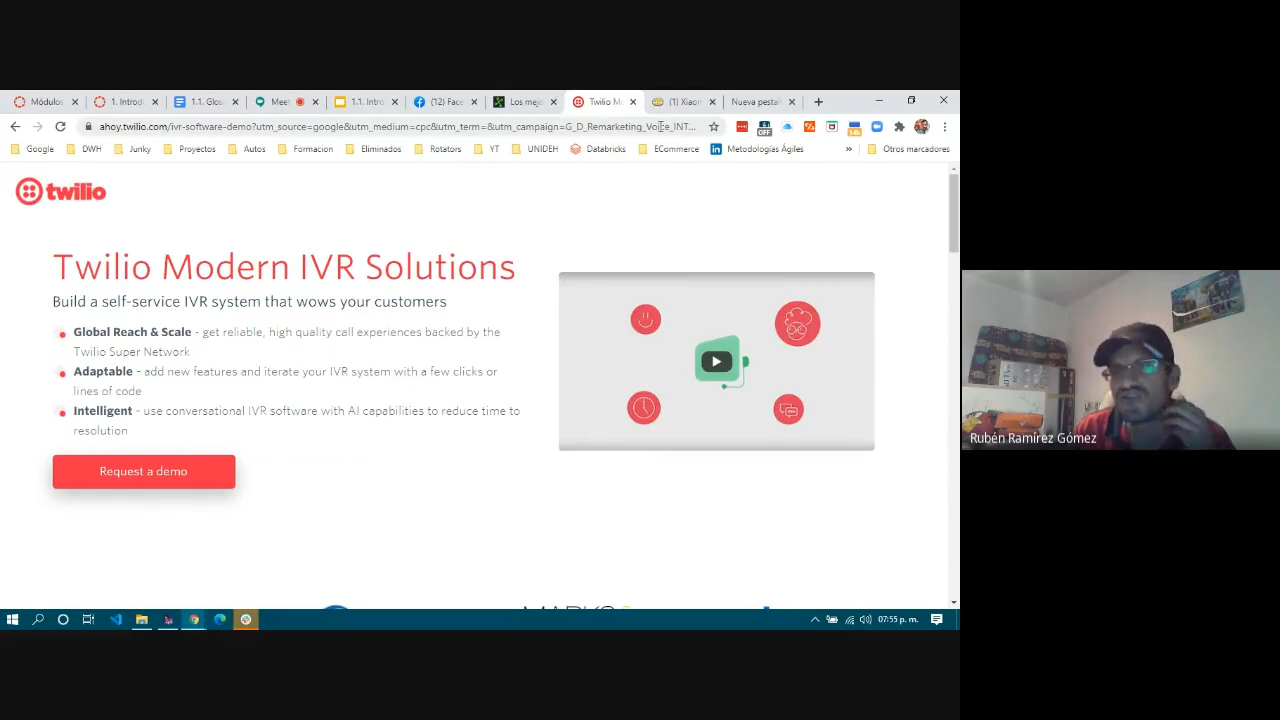 Módulos
1. Introd
1.1. Glos
Meet
1.1. Intro
(12) Face
Los mejo
Twilio Mo
(1) Xiaon
Nueva pestañ
ahoy.twilio.com/ivr-software-demo?utm_source=google&utm_medium=cpc&utm_term=&utm_campaign=G_D_Remarketing_Voice_INT...
OFF
Google
DWH
Junky
Proyectos
Autos
Formacion
Eliminados
Rotators
YT
UNIDEH
Databricks
ECommerce
Metodologías Ágiles
»
Otros marcadores
twilio
Twilio Modern IVR Solutions
Build a self-service IVR system that wows your customers
Global Reach & Scale - get reliable, high quality call experiences backed by the
Twilio Super Network
Adaptable - add new features and iterate your IVR system with a few clicks or
lines of code
Intelligent - use conversational IVR software with AI capabilities to reduce time to
resolution
Request a demo
Rubén Ramírez Gómez
07:55 p. m.